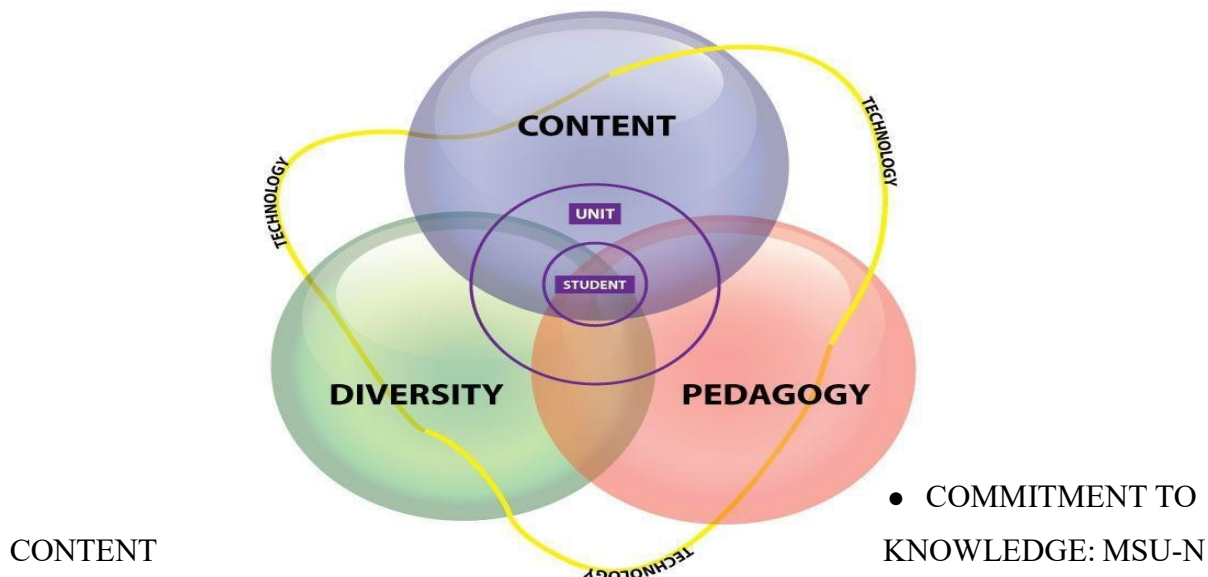 CONTENT
TECHNOLOGY
TECHNOLOGY
UNIT
STUDENT
DIVERSITY
PEDAGOGY
● COMMITMENT TO
CONTENT KNOWLEDGE: MSU-N
TECHNOLOGY